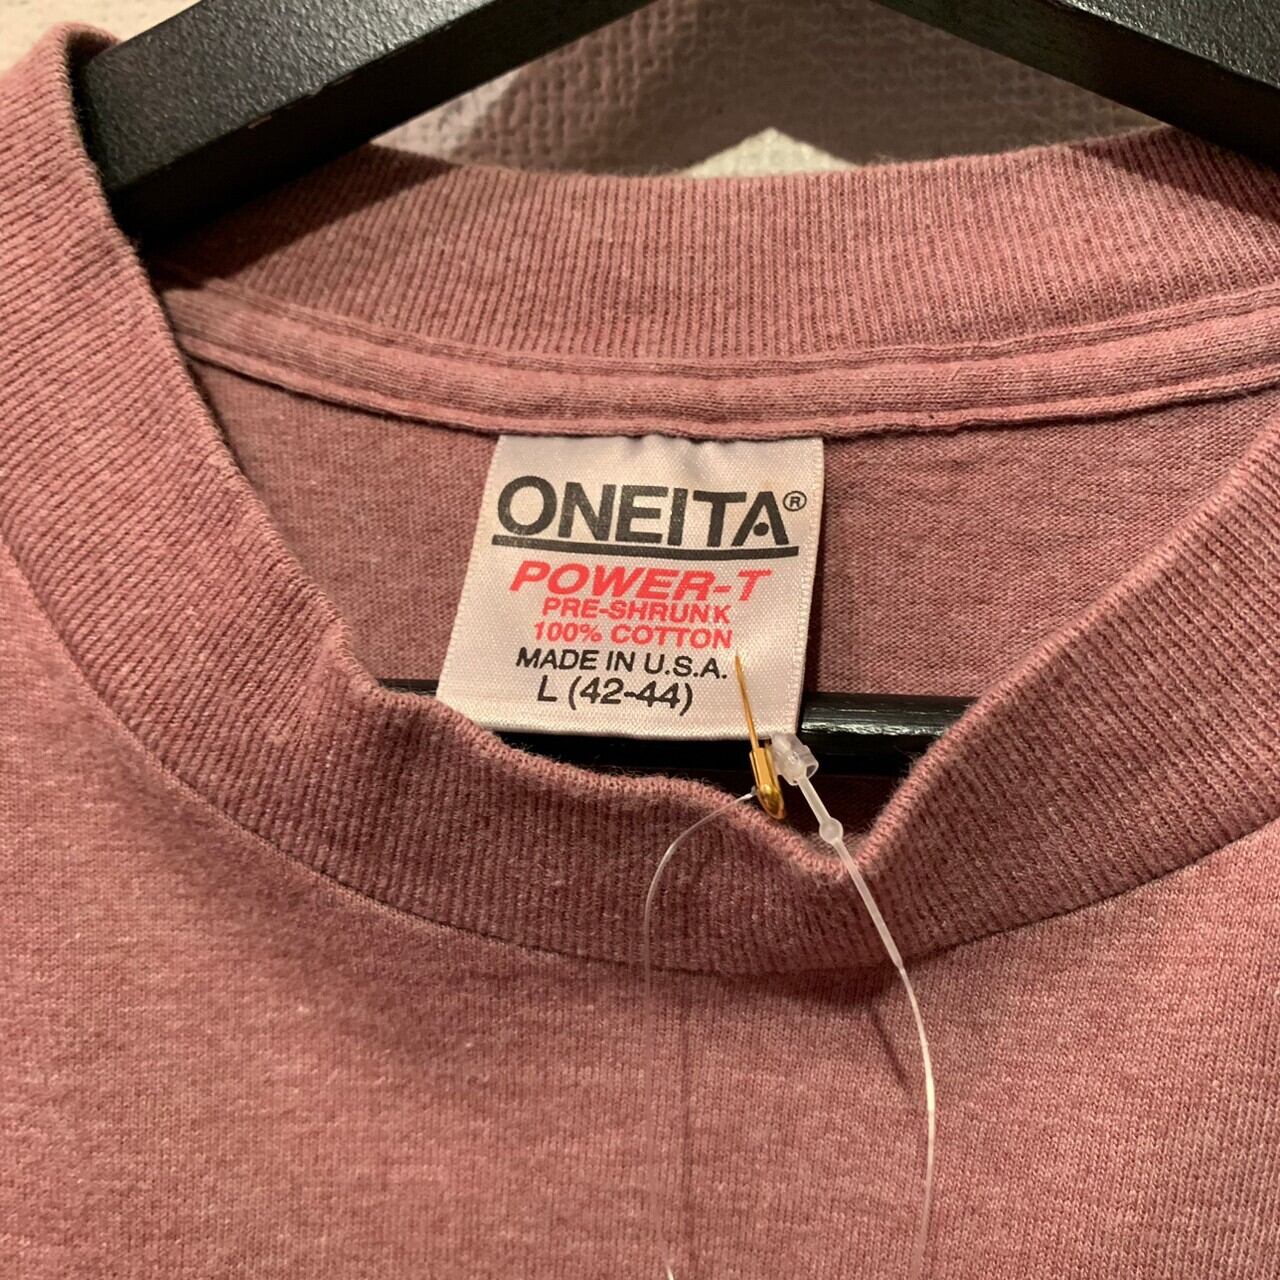 ONEITA®
POWER-T
PRE-SHRUNK
100% COTTON
MADE IN U.S.A.
L (42-44)